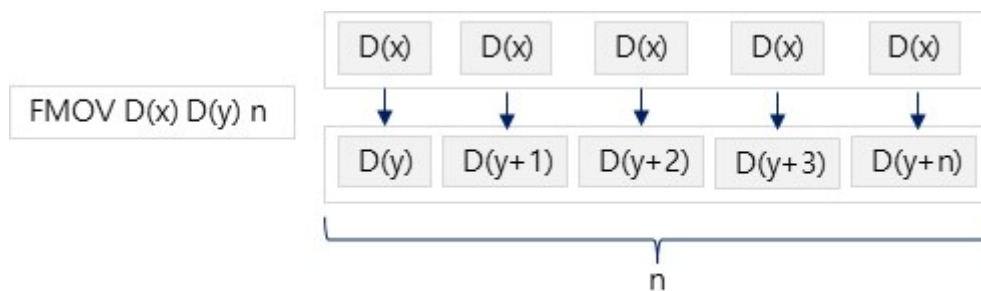 D(x) D(x) D(x) D(x) D(x)
FMOV D(x) D(y) n
D(y) D(y+1) D(y+2) D(y+3) D(y+n)
n